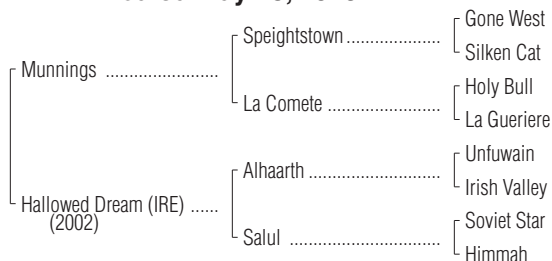 Gone West
Speightstown
Silken Cat
Munnings
Holy Bull
La Comete
La Gueriere
Unfuwain
Alhaarth
Irish Valley
Hallowed Dream (IRE)
(2002)
Soviet Star
Salul
Himmah